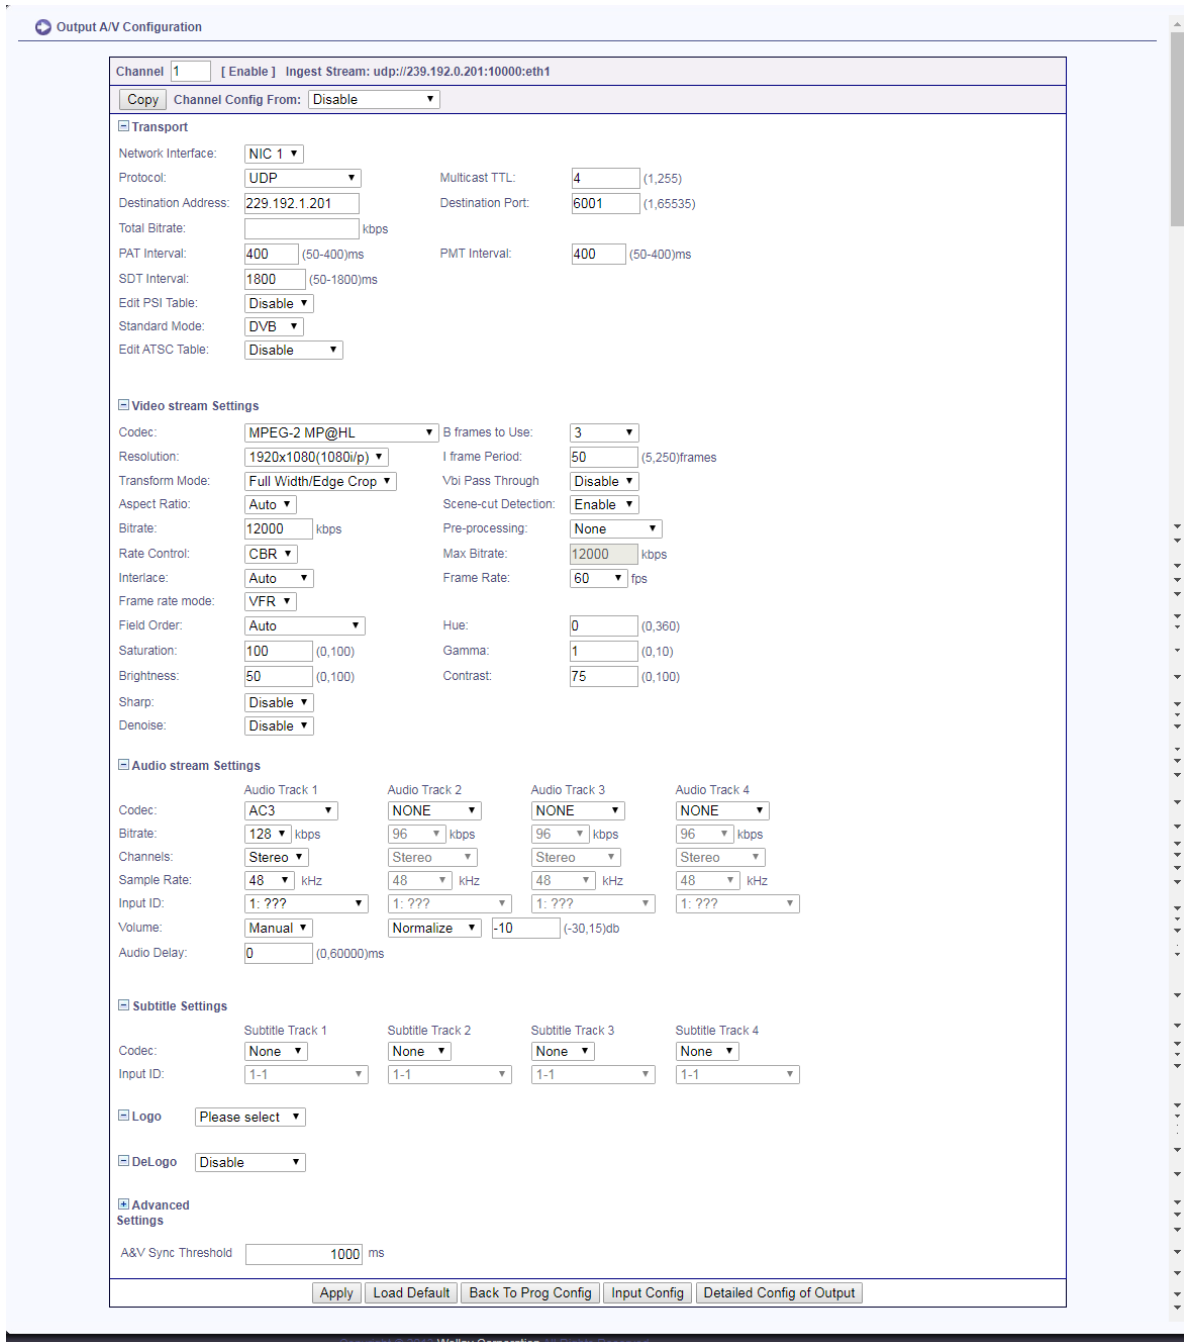 Output A/V Configuration
Channel 1 [ Enable ] Ingest Stream: udp://239.192.0.201:10000:eth1
Copy Channel Config From: Disable
Transport
Network Interface: NIC 1
Protocol: UDP Multicast TTL: 4 (1,255)
Destination Address: 229.192.1.201 Destination Port: 6001 (1,65535)
Total Bitrate: kbps
PAT Interval: 400 (50-400)ms PMT Interval: 400 (50-400)ms
SDT Interval: 1800 (50-1800)ms
Edit PSI Table: Disable
Standard Mode: DVB
Edit ATSC Table: Disable
Video stream Settings
Codec: MPEG-2 MP@HL B frames to Use: 3
Resolution: 1920x1080(1080i/p) I frame Period: 50 (5,250)frames
Transform Mode: Full Width/Edge Crop Vbi Pass Through Disable
Aspect Ratio: Auto Scene-cut Detection: Enable
Bitrate: 12000 kbps Pre-processing: None
Rate Control: CBR Max Bitrate: 12000 kbps
Interlace: Auto Frame Rate: 60 fps
Frame rate mode: VFR
Field Order: Auto Hue: 0 (0,360)
Saturation: 100 (0,100) Gamma: 1 (0,10)
Brightness: 50 (0,100) Contrast: 75 (0,100)
Sharp: Disable
Denoise: Disable
Audio stream Settings
Audio Track 1 Audio Track 2 Audio Track 3 Audio Track 4
Codec: AC3 NONE NONE NONE
Bitrate: 128 kbps 96 kbps 96 kbps 96 kbps
Channels: Stereo Stereo Stereo Stereo
Sample Rate: 48 kHz 48 kHz 48 kHz 48 kHz
Input ID: 1: ??? 1: ??? 1: ??? 1: ???
Volume: Manual Normalize -10 (-30,15)db
Audio Delay: 0 (0,60000)ms
Subtitle Settings
Subtitle Track 1 Subtitle Track 2 Subtitle Track 3 Subtitle Track 4
Codec: None None None None
Input ID: 1-1 1-1 1-1 1-1
Logo Please select
DeLogo Disable
Advanced
Settings
A&V Sync Threshold 1000 ms
Apply Load Default Back To Prog Config Input Config Detailed Config of Output